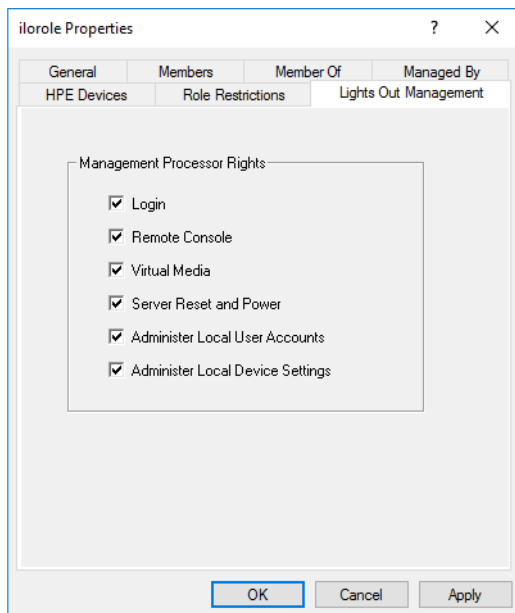 ilorole Properties
? X
General Members Member Of Managed By
HPE Devices Role Restrictions Lights Out Management
Management Processor Rights
Login
Remote Console
Virtual Media
Server Reset and Power
Administer Local User Accounts
Administer Local Device Settings
OK Cancel Apply